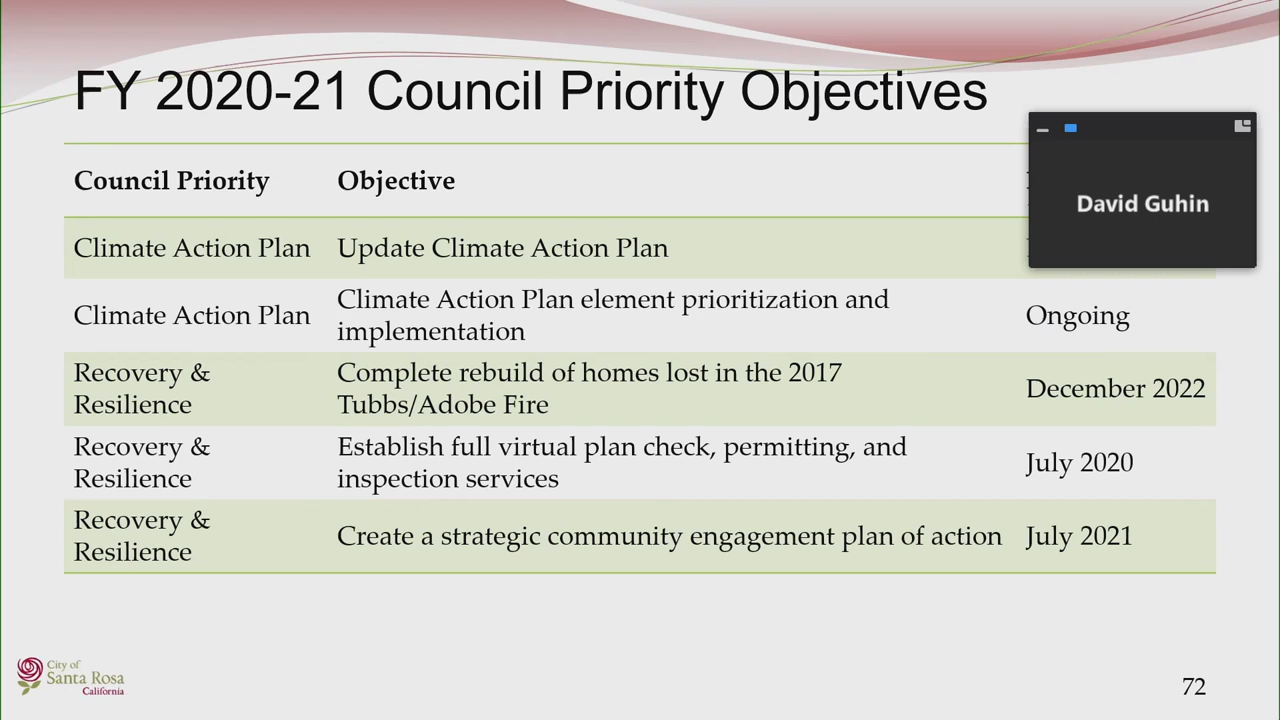 FY 2020-21 Council Priority Objectives
Council Priority Objective
David Guhin
Climate Action Plan Update Climate Action Plan
Climate Action Plan Climate Action Plan element prioritization and
implementation Ongoing
Recovery &
Resilience Complete rebuild of homes lost in the 2017
Tubbs/Adobe Fire December 2022
Recovery &
Resilience Establish full virtual plan check, permitting, and
inspection services July 2020
Recovery &
Resilience Create a strategic community engagement plan of action July 2021
City of
Santa Rosa
California
72